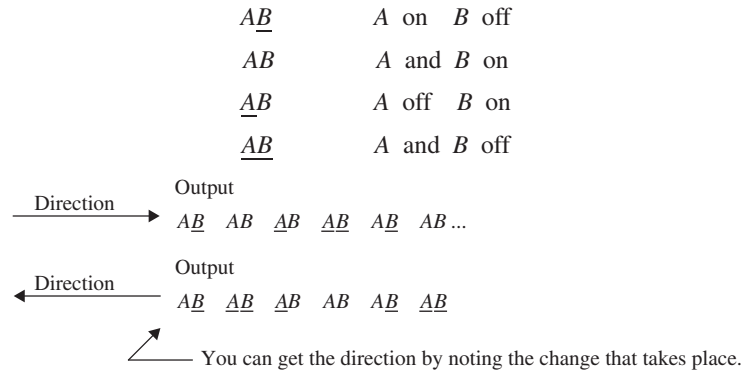 AB A on B off
AB A and B on
AB A off B on
AB A and B off
Output
Direction
AB AB AB AB AB AB ...
Output
Direction
AB AB AB AB AB AB
You can get the direction by noting the change that takes place.